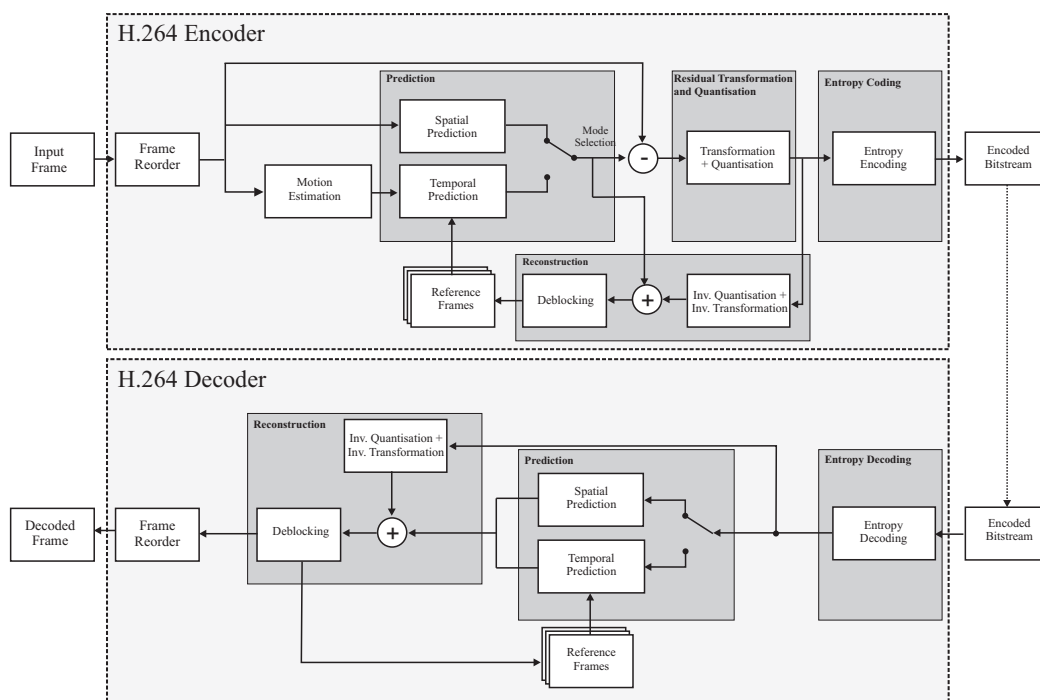 H.264 Encoder
Prediction
Residual Transformation
and Quantisation
Entropy Coding
Spatial
Prediction
Mode
Selection
Input
Frame
Frame
Reorder
-
Transformation
+ Quantisation
Entropy
Encoding
Encoded
Bitstream
Motion
Estimation
Temporal
Prediction
Reconstruction
Reference
Frames
Deblocking
+
Inv. Quantisation +
Inv. Transformation
H.264 Decoder
Reconstruction
Inv. Quantisation +
Inv. Transformation
Prediction
Entropy Decoding
Spatial
Prediction
Decoded
Frame
Frame
Reorder
Deblocking
+
Entropy
Decoding
Encoded
Bitstream
Temporal
Prediction
Reference
Frames